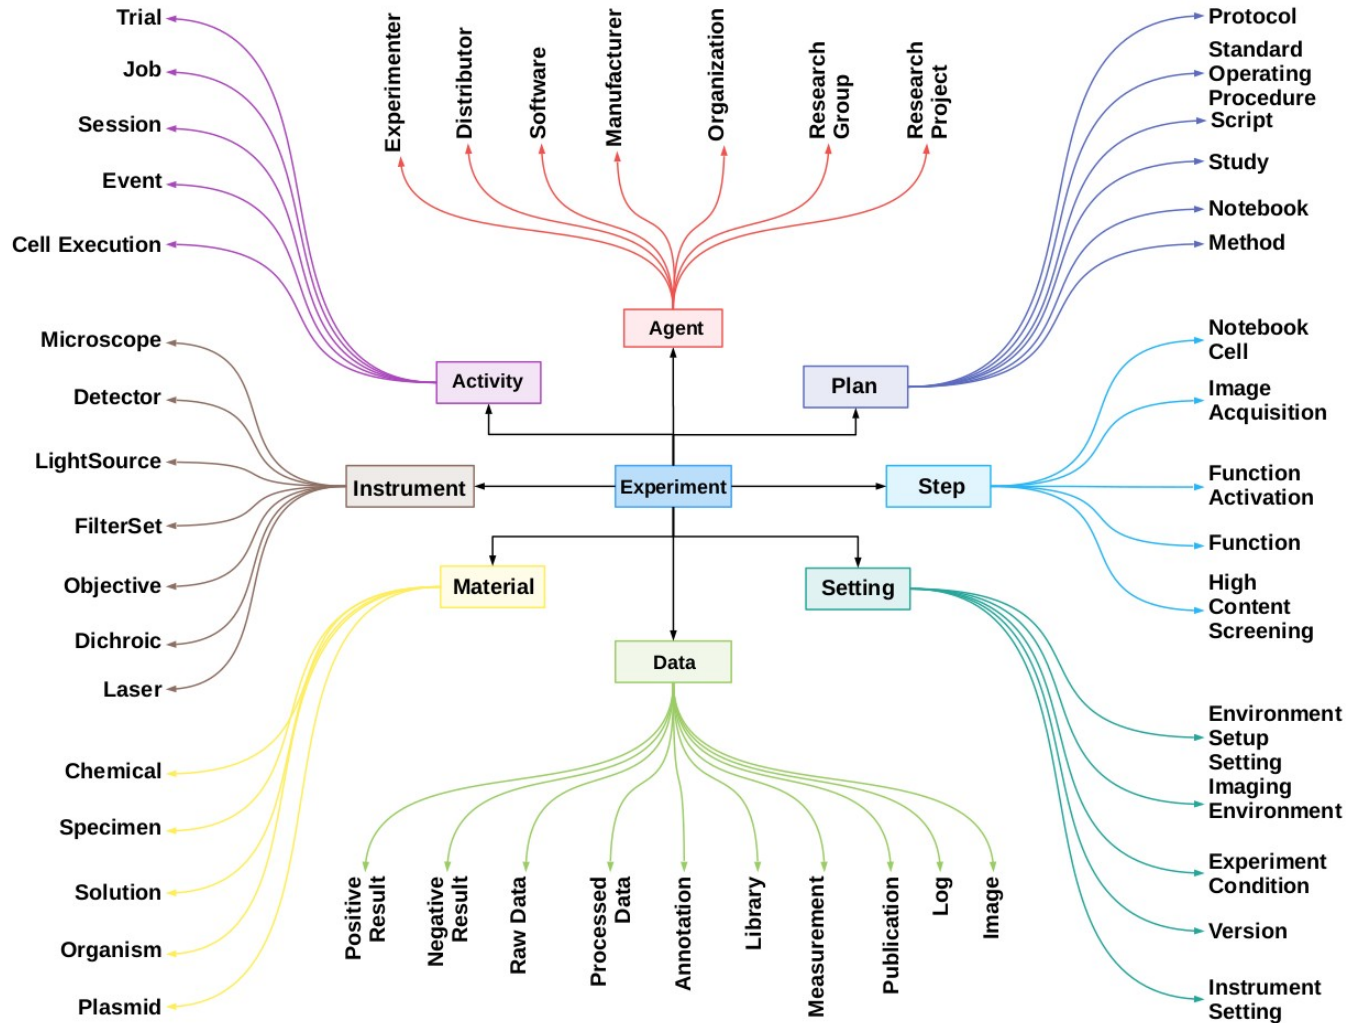 Trial
Job
Session
Event
Cell Execution
Experimenter
Distributor
Software
Manufacturer
Organization
Research
Group
Research
Project
Protocol
Standard
Operating
Procedure
Script
Study
Notebook
Method
Agent
Activity
Plan
Microscope
Detector
LightSource
FilterSet
Objective
Dichroic
Laser
Instrument
Experiment
Step
Notebook
Cell
Image
Acquisition
Function
Activation
Function
High
Content
Screening
Material
Setting
Data
Chemical
Specimen
Solution
Organism
Plasmid
Positive
Result
Negative
Result
Raw Data
Processed
Data
Annotation
Library
Measurement
Publication
Log
Image
Environment
Setup
Setting
Imaging
Environment
Experiment
Condition
Version
Instrument
Setting